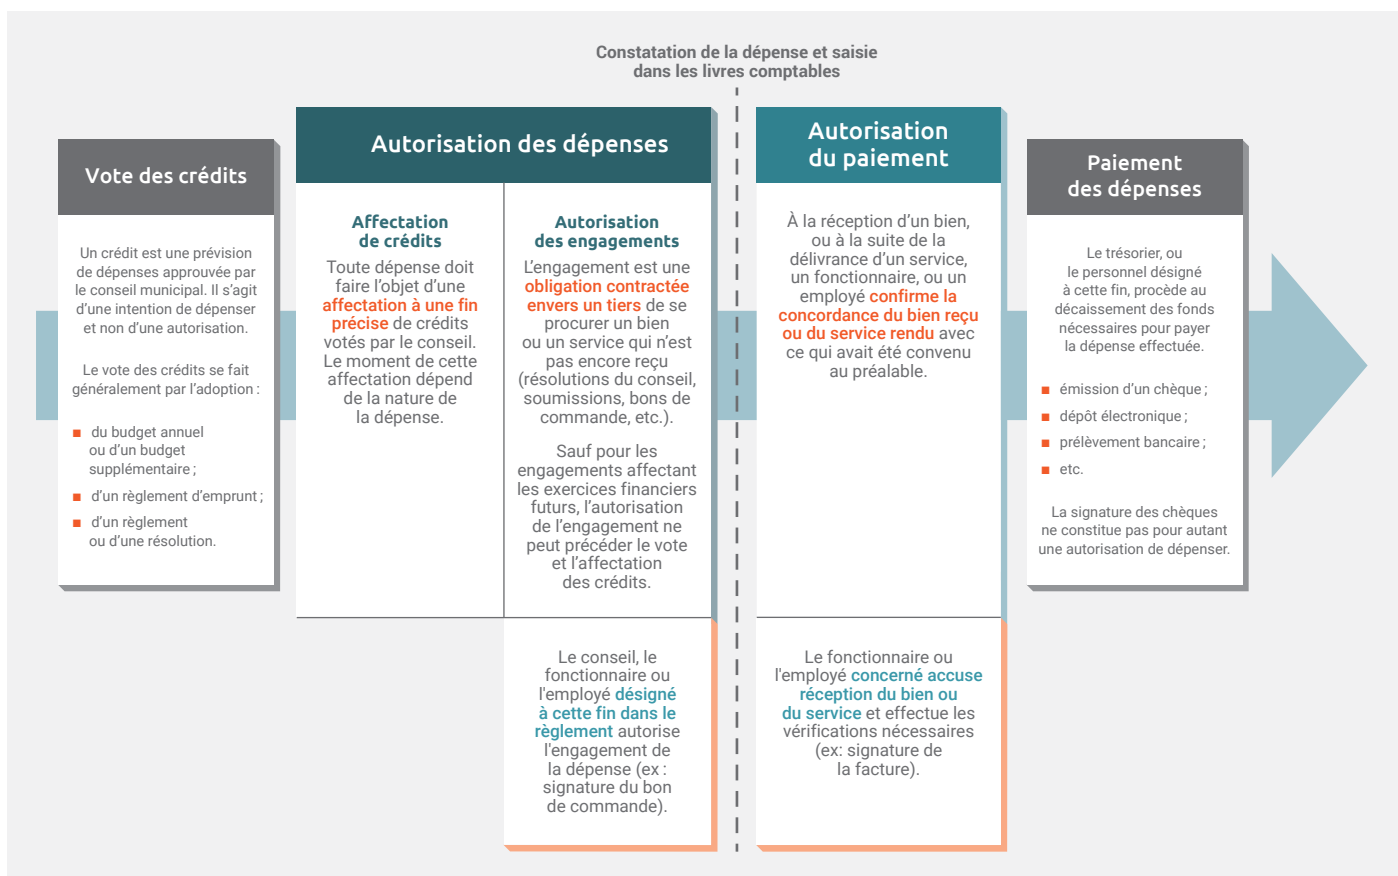 Constatation de la dépense et saisie
dans les livres comptables
Vote des crédits
Un crédit est une prévision
de dépenses approuvée par
le conseil municipal. Il s’agit
d’une intention de dépenser
et non d’une autorisation.
Le vote des crédits se fait
généralement par l’adoption :
du budget annuel
ou d’un budget
supplémentaire ;
d’un règlement d’emprunt ;
d’un règlement
ou d’une résolution.
Autorisation des dépenses
Affectation
de crédits
Toute dépense doit
faire l’objet d’une
affectation à une fin
précise de crédits
votés par le conseil.
Le moment de cette
affectation dépend
de la nature de
la dépense.
Autorisation
des engagements
L’engagement est une
obligation contractée
envers un tiers de se
procurer un bien
ou un service qui n’est
pas encore reçu
(résolutions du conseil,
soumissions, bons de
commande, etc.).
Sauf pour les
engagements affectant
les exercices financiers
futurs, l’autorisation
de l’engagement ne
peut précéder le vote
et l’affectation
des crédits.
Le conseil, le
fonctionnaire ou
l'employé désigné
à cette fin dans le
règlement autorise
l'engagement de
la dépense (ex :
signature du bon
de commande).
Autorisation
du paiement
À la réception d’un bien,
ou à la suite de la
délivrance d’un service,
un fonctionnaire, ou un
employé confirme la
concordance du bien reçu
ou du service rendu avec
ce qui avait été convenu
au préalable.
Le fonctionnaire ou
l'employé concerné accuse
réception du bien ou
du service et effectue les
vérifications nécessaires
(ex: signature de
la facture).
Paiement
des dépenses
Le trésorier, ou
le personnel désigné
à cette fin, procède au
décaissement des fonds
nécessaires pour payer
la dépense effectuée.
émission d’un chèque ;
dépôt électronique ;
prélèvement bancaire ;
etc.
La signature des chèques
ne constitue pas pour autant
une autorisation de dépenser.